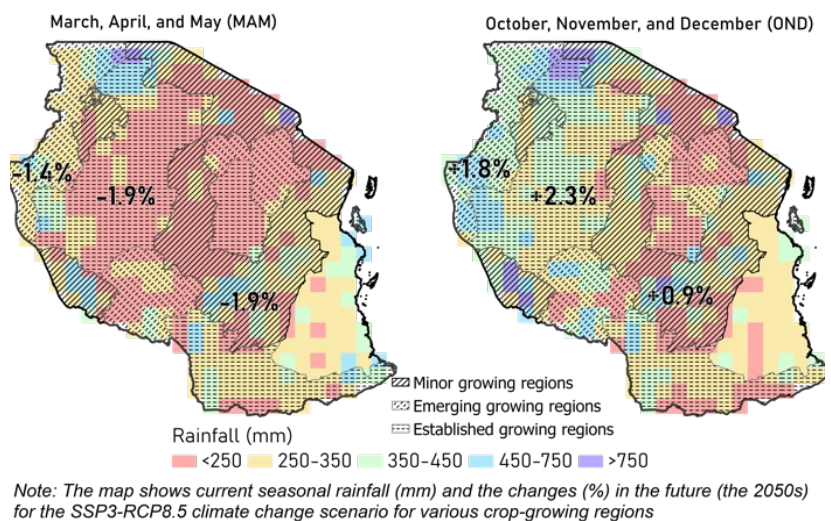 March, April, and May (MAM)
October, November, and December (OND)
-1.4%
-1.9%
-1.9%
+1.8%
+2.3%
+0.9%
Minor growing regions
Emerging growing regions
Established growing regions
Rainfall (mm)
<250
250–350
350–450
450–750
>750
Note: The map shows current seasonal rainfall (mm) and the changes (%) in the future (the 2050s)
for the SSP3-RCP8.5 climate change scenario for various crop-growing regions